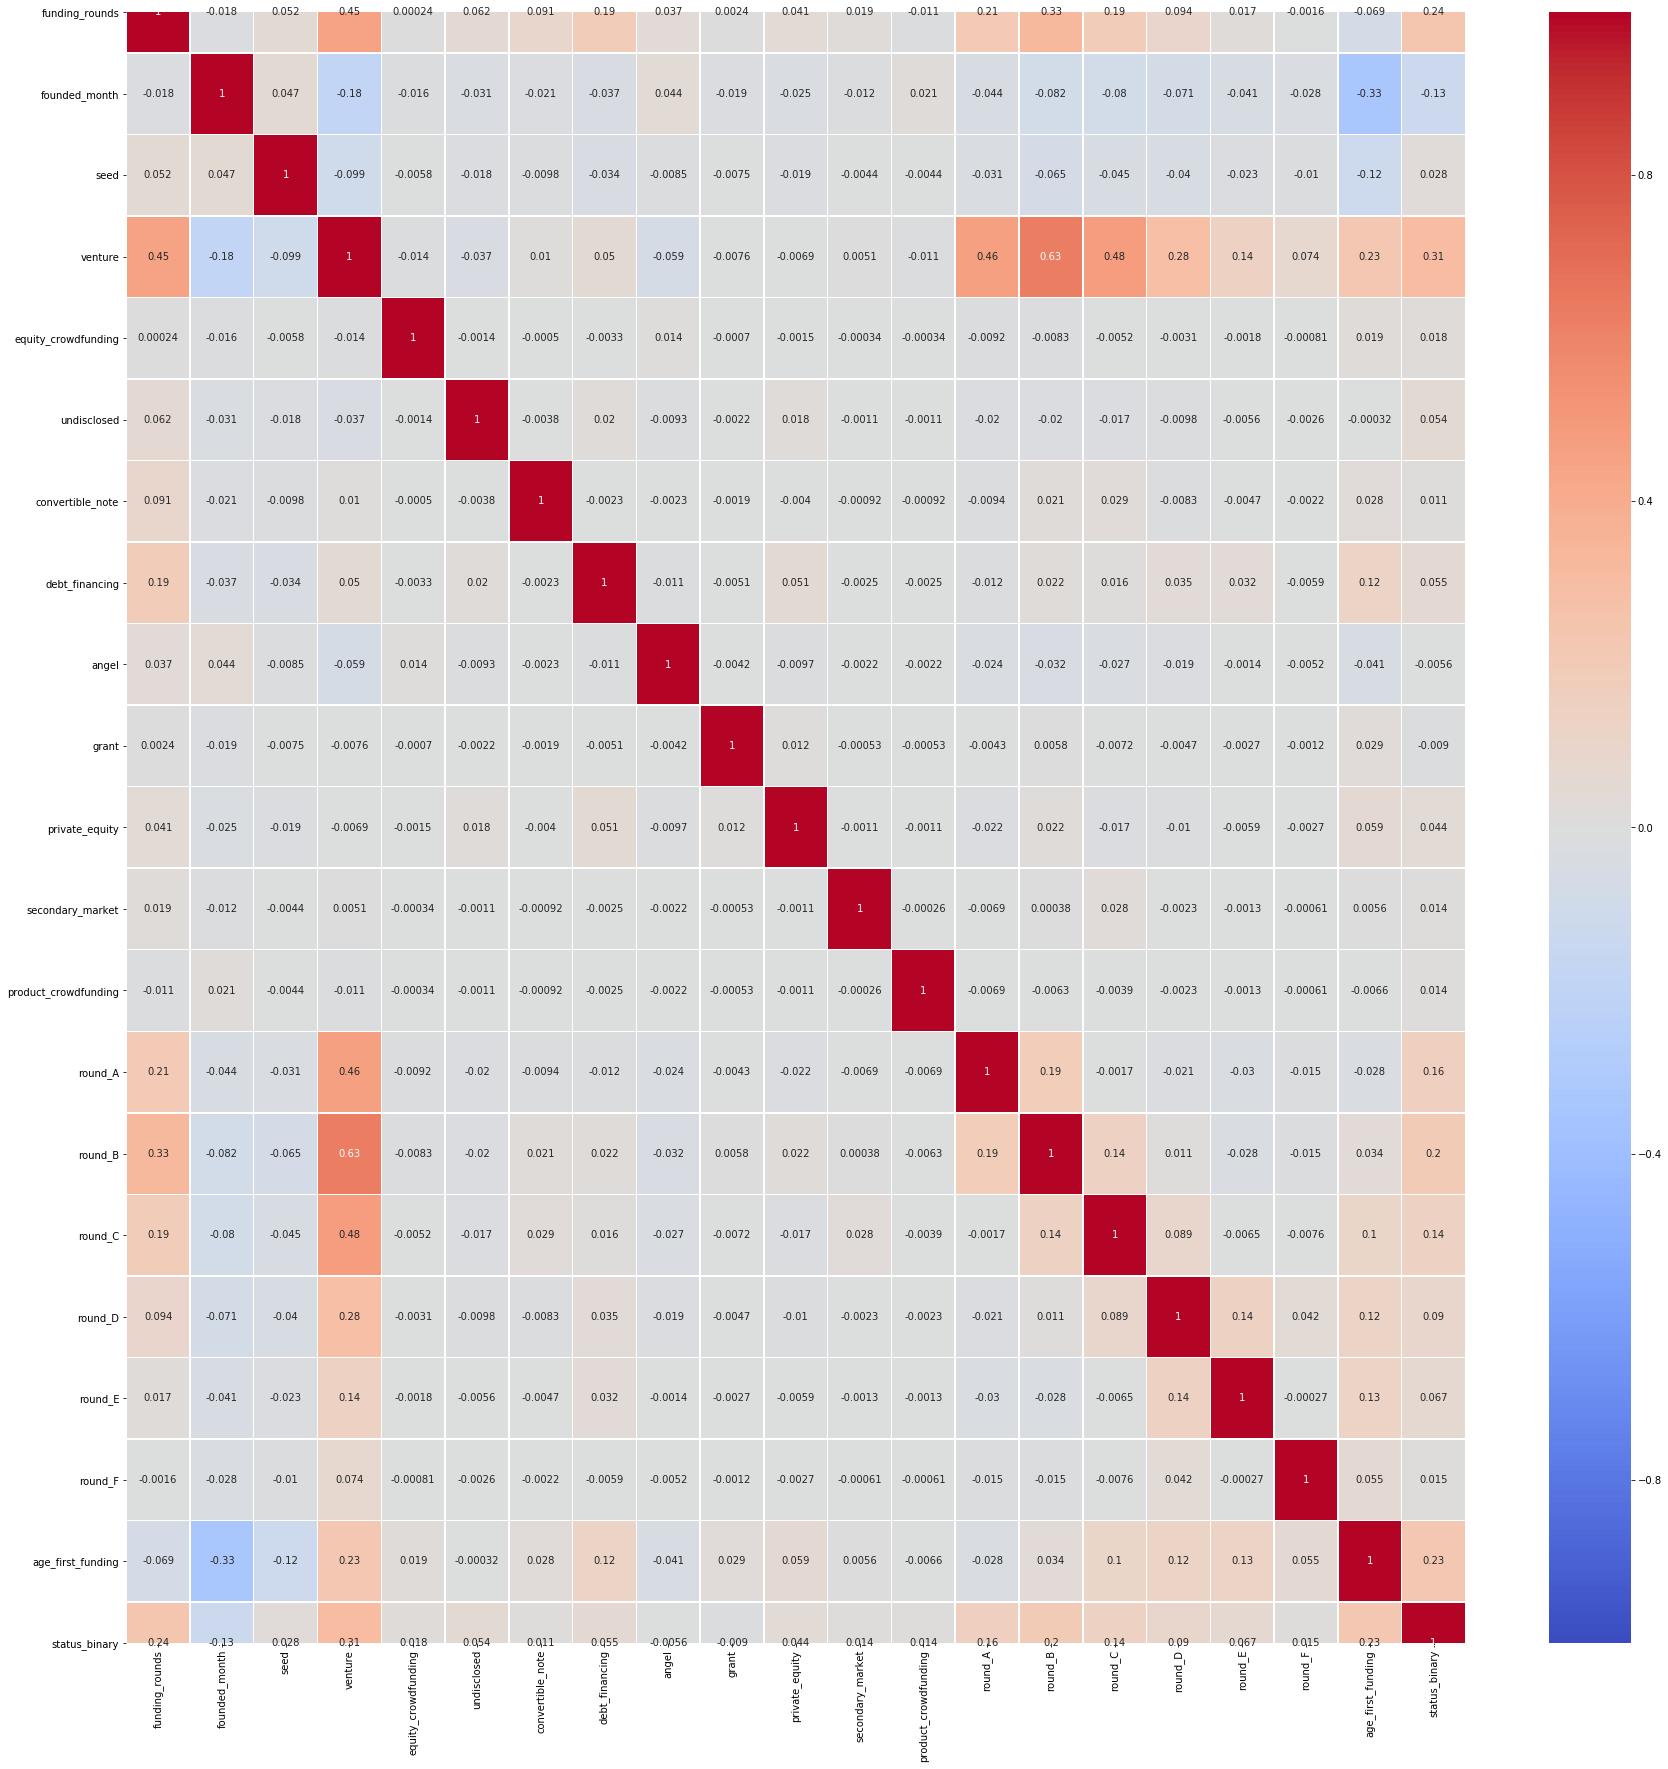 funding_rounds 1 -0.018 0.052 0.45 0.00024 0.062 0.091 0.19 0.037 0.0024 0.041 0.019 -0.011 0.21 0.33 0.19 0.094 0.017 -0.0016 -0.069 0.24
founded_month -0.018 1 0.047 -0.18 -0.016 -0.031 -0.021 -0.037 0.044 -0.019 -0.025 -0.012 0.021 -0.044 -0.082 -0.08 -0.071 -0.041 -0.028 -0.33 -0.13
seed 0.052 0.047 1 -0.099 -0.0058 -0.018 -0.0098 -0.034 -0.0085 -0.0075 -0.019 -0.0044 -0.0044 -0.031 -0.065 -0.045 -0.04 -0.023 -0.01 -0.12 0.028
0.8
venture 0.45 -0.18 -0.099 1 -0.014 -0.037 0.01 0.05 -0.059 -0.0076 -0.0069 0.0051 -0.011 0.46 0.63 0.48 0.28 0.14 0.074 0.23 0.31
equity_crowdfunding 0.00024 -0.016 -0.0058 -0.014 1 -0.0014 -0.0005 -0.0033 0.014 -0.0007 -0.0015 -0.00034 -0.00034 -0.0092 -0.0083 -0.0052 -0.0031 -0.0018 -0.00081 0.019 0.018
undisclosed 0.062 -0.031 -0.018 -0.037 -0.0014 1 -0.0038 0.02 -0.0093 -0.0022 0.018 -0.0011 -0.0011 -0.02 -0.02 -0.017 -0.0098 -0.0056 -0.0026 -0.00032 0.054
convertible_note 0.091 -0.021 -0.0098 0.01 -0.0005 -0.0038 1 -0.0023 -0.0023 -0.0019 -0.004 -0.00092 -0.00092 -0.0094 0.021 0.029 -0.0083 -0.0047 -0.0022 0.028 0.011
0.4
debt_financing 0.19 -0.037 -0.034 0.05 -0.0033 0.02 -0.0023 1 -0.011 -0.0051 0.051 -0.0025 -0.0025 -0.012 0.022 0.016 0.035 0.032 -0.0059 0.12 0.055
angel 0.037 0.044 -0.0085 -0.059 0.014 -0.0093 -0.0023 -0.011 1 -0.0042 -0.0097 -0.0022 -0.0022 -0.024 -0.032 -0.027 -0.019 -0.0014 -0.0052 -0.041 -0.0056
grant 0.0024 -0.019 -0.0075 -0.0076 -0.0007 -0.0022 -0.0019 -0.0051 -0.0042 1 0.012 -0.00053 -0.00053 -0.0043 0.0058 -0.0072 -0.0047 -0.0027 -0.0012 0.029 -0.009
private_equity 0.041 -0.025 -0.019 -0.0069 -0.0015 0.018 -0.004 0.051 -0.0097 0.012 1 -0.0011 -0.0011 -0.022 0.022 -0.017 -0.01 -0.0059 -0.0027 0.059 0.044
0.0
secondary_market 0.019 -0.012 -0.0044 0.0051 -0.00034 -0.0011 -0.00092 -0.0025 -0.0022 -0.00053 -0.0011 1 -0.00026 -0.0069 0.00038 0.028 -0.0023 -0.0013 -0.00061 0.0056 0.014
product_crowdfunding -0.011 0.021 -0.0044 -0.011 -0.00034 -0.0011 -0.00092 -0.0025 -0.0022 -0.00053 -0.0011 -0.00026 1 -0.0069 -0.0063 -0.0039 -0.0023 -0.0013 -0.00061 -0.0066 0.014
round_A 0.21 -0.044 -0.031 0.46 -0.0092 -0.02 -0.0094 -0.012 -0.024 -0.0043 -0.022 -0.0069 -0.0069 1 0.19 -0.0017 -0.021 -0.03 -0.015 -0.028 0.16
round_B 0.33 -0.082 -0.065 0.63 -0.0083 -0.02 0.021 0.022 -0.032 0.0058 0.022 0.00038 -0.0063 0.19 1 0.14 0.011 -0.028 -0.015 0.034 0.2
−0.4
round_C 0.19 -0.08 -0.045 0.48 -0.0052 -0.017 0.029 0.016 -0.027 -0.0072 -0.017 0.028 -0.0039 -0.0017 0.14 1 0.089 -0.0065 -0.0076 0.1 0.14
round_D 0.094 -0.071 -0.04 0.28 -0.0031 -0.0098 -0.0083 0.035 -0.019 -0.0047 -0.01 -0.0023 -0.0023 -0.021 0.011 0.089 1 0.14 0.042 0.12 0.09
round_E 0.017 -0.041 -0.023 0.14 -0.0018 -0.0056 -0.0047 0.032 -0.0014 -0.0027 -0.0059 -0.0013 -0.0013 -0.03 -0.028 -0.0065 0.14 1 -0.00027 0.13 0.067
round_F -0.0016 -0.028 -0.01 0.074 -0.00081 -0.0026 -0.0022 -0.0059 -0.0052 -0.0012 -0.0027 -0.00061 -0.00061 -0.015 -0.015 -0.0076 0.042 -0.00027 1 0.055 0.015
−0.8
age_first_funding -0.069 -0.33 -0.12 0.23 0.019 -0.00032 0.028 0.12 -0.041 0.029 0.059 0.0056 -0.0066 -0.028 0.034 0.1 0.12 0.13 0.055 1 0.23
status_binary 0.24 -0.13 0.028 0.31 0.018 0.054 0.011 0.055 -0.0056 -0.009 0.044 0.014 0.014 0.16 0.2 0.14 0.09 0.067 0.015 0.23 1
funding_rounds
founded_month
seed
venture
equity_crowdfunding
undisclosed
convertible_note
debt_financing
angel
grant
private_equity
secondary_market
product_crowdfunding
round_A
round_B
round_C
round_D
round_E
round_F
age_first_funding
status_binary